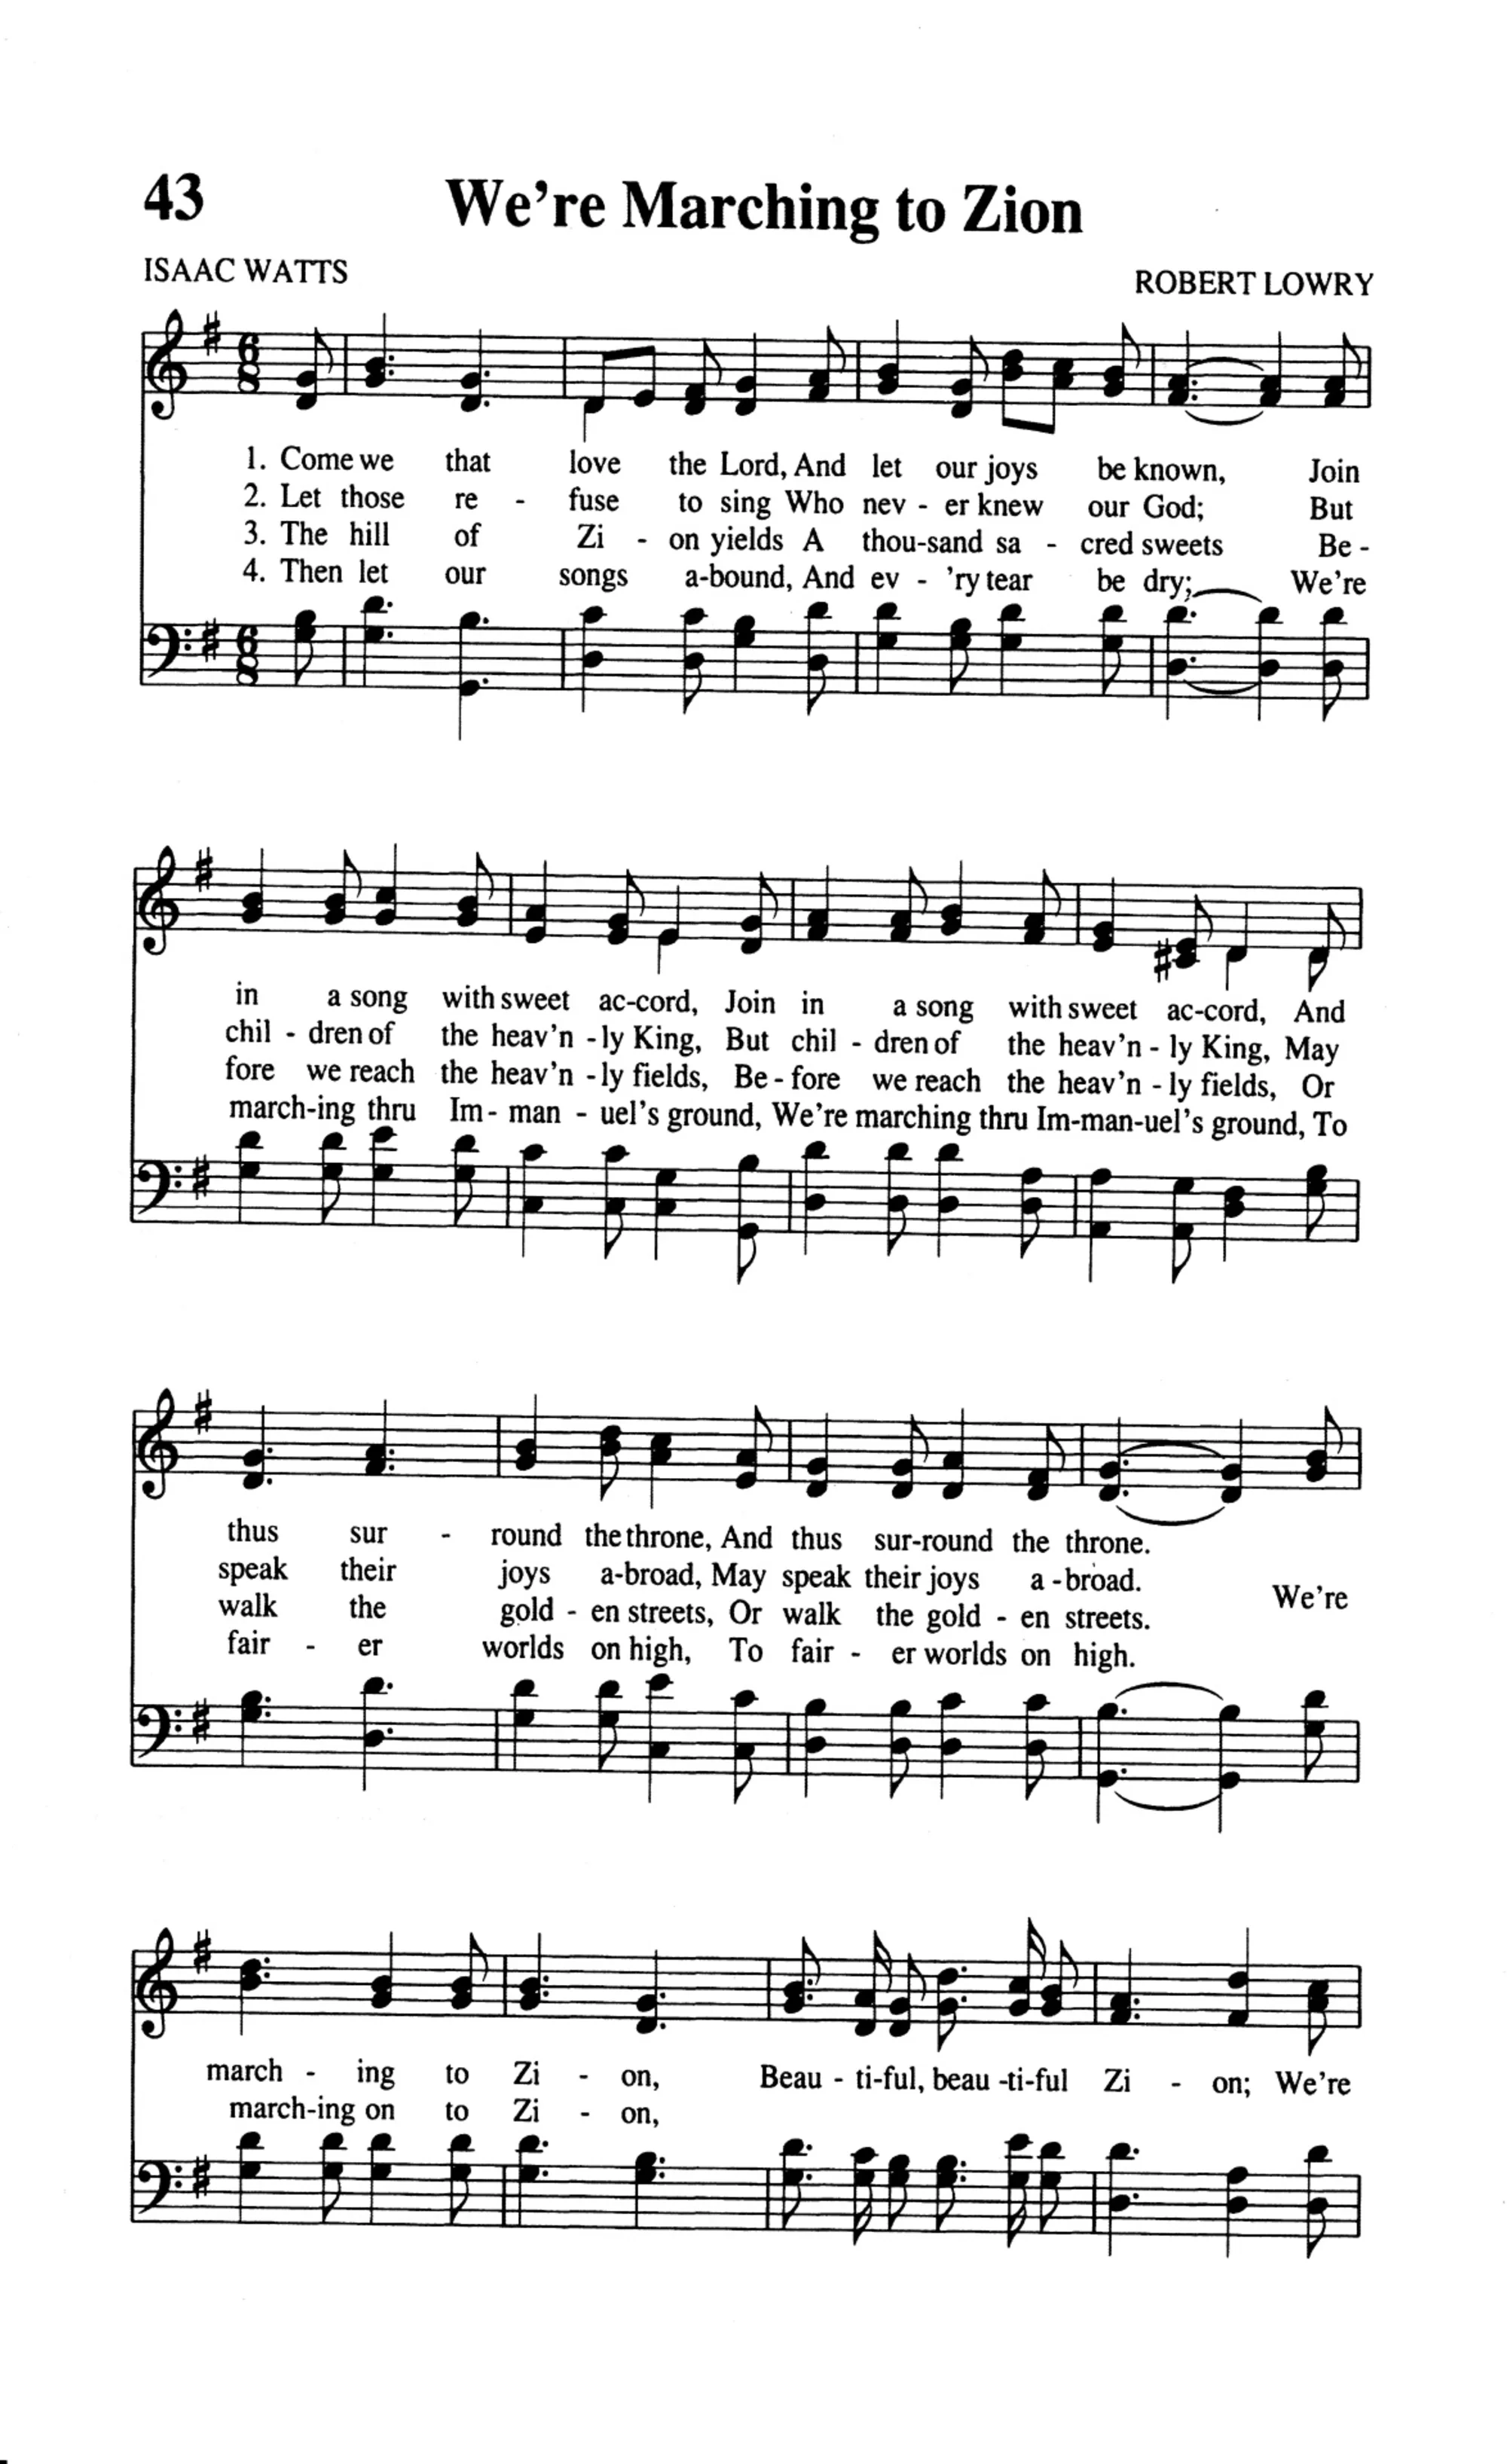 43 We're Marching to Zion
ISAAC WATTS ROBERT LOWRY
1. Come we that love the Lord, And let our joys be known, Join
2. Let those re - fuse to sing Who nev - er knew our God; But
3. The hill of Zi - on yields A thou-sand sa - cred sweets Be -
4. Then let our songs a-bound, And ev - 'ry tear be dry; We're
in a song with sweet ac-cord, Join in a song with sweet ac-cord, And
chil - dren of the heav'n - ly King, But chil - dren of the heav'n - ly King, May
fore we reach the heav'n - ly fields, Be - fore we reach the heav'n - ly fields, Or
march-ing thru Im - man - uel's ground, We're marching thru Im-man-uel's ground, To
thus sur - round the throne, And thus sur-round the throne.
speak their joys a-broad, May speak their joys a - broad.
We're
walk the gold - en streets, Or walk the gold - en streets.
fair - er worlds on high, To fair - er worlds on high.
march - ing to Zi - on, Beau - ti-ful, beau -ti-ful Zi - on; We're
march-ing on to Zi - on,